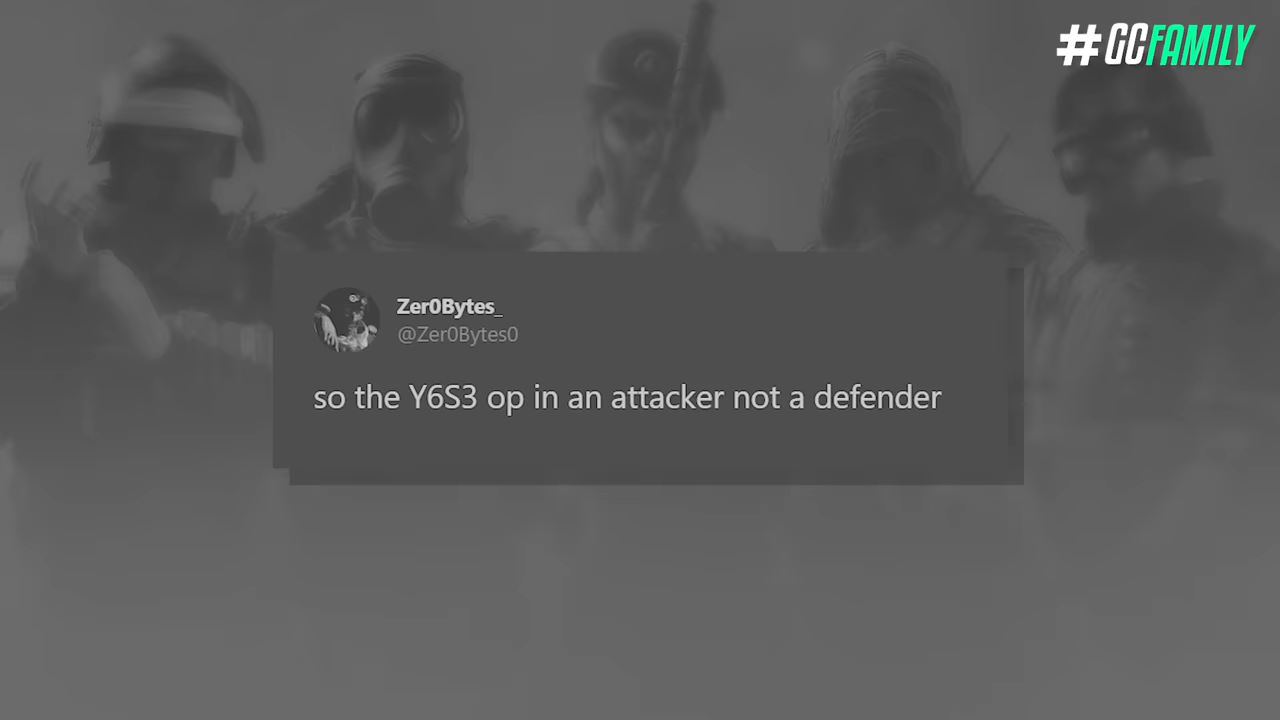 #GCFAMILY
Zer0Bytes_
@Zer0Bytes0
so the Y6S3 op in an attacker not a defender